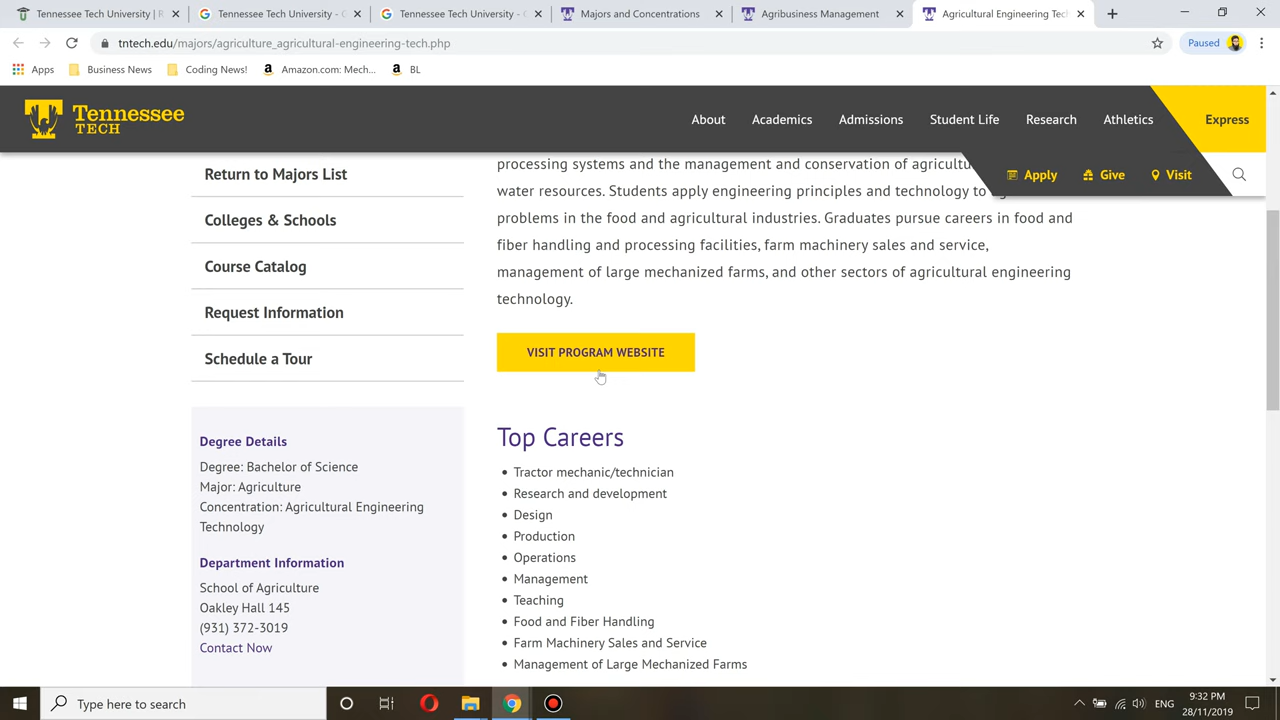 Tennessee Tech University | R
Tennessee Tech University - G
Tennessee Tech University - G
Majors and Concentrations
Agribusiness Management
Agricultural Engineering Tec
tntech.edu/majors/agriculture_agricultural-engineering-tech.php
Paused
Apps
Business News
Coding News!
Amazon.com: Mech...
BL
Tennessee
TECH
About
Academics
Admissions
Student Life
Research
Athletics
Express
Apply
Give
Visit
Return to Majors List
Colleges & Schools
Course Catalog
Request Information
Schedule a Tour
processing systems and the management and conservation of agricultu
water resources. Students apply engineering principles and technology to
problems in the food and agricultural industries. Graduates pursue careers in food and
fiber handling and processing facilities, farm machinery sales and service,
management of large mechanized farms, and other sectors of agricultural engineering
technology.
VISIT PROGRAM WEBSITE
Degree Details
Degree: Bachelor of Science
Major: Agriculture
Concentration: Agricultural Engineering
Technology
Department Information
School of Agriculture
Oakley Hall 145
(931) 372-3019
Contact Now
Top Careers
• Tractor mechanic/technician
• Research and development
• Design
• Production
• Operations
• Management
• Teaching
• Food and Fiber Handling
• Farm Machinery Sales and Service
• Management of Large Mechanized Farms
Type here to search
ENG
9:32 PM
28/11/2019